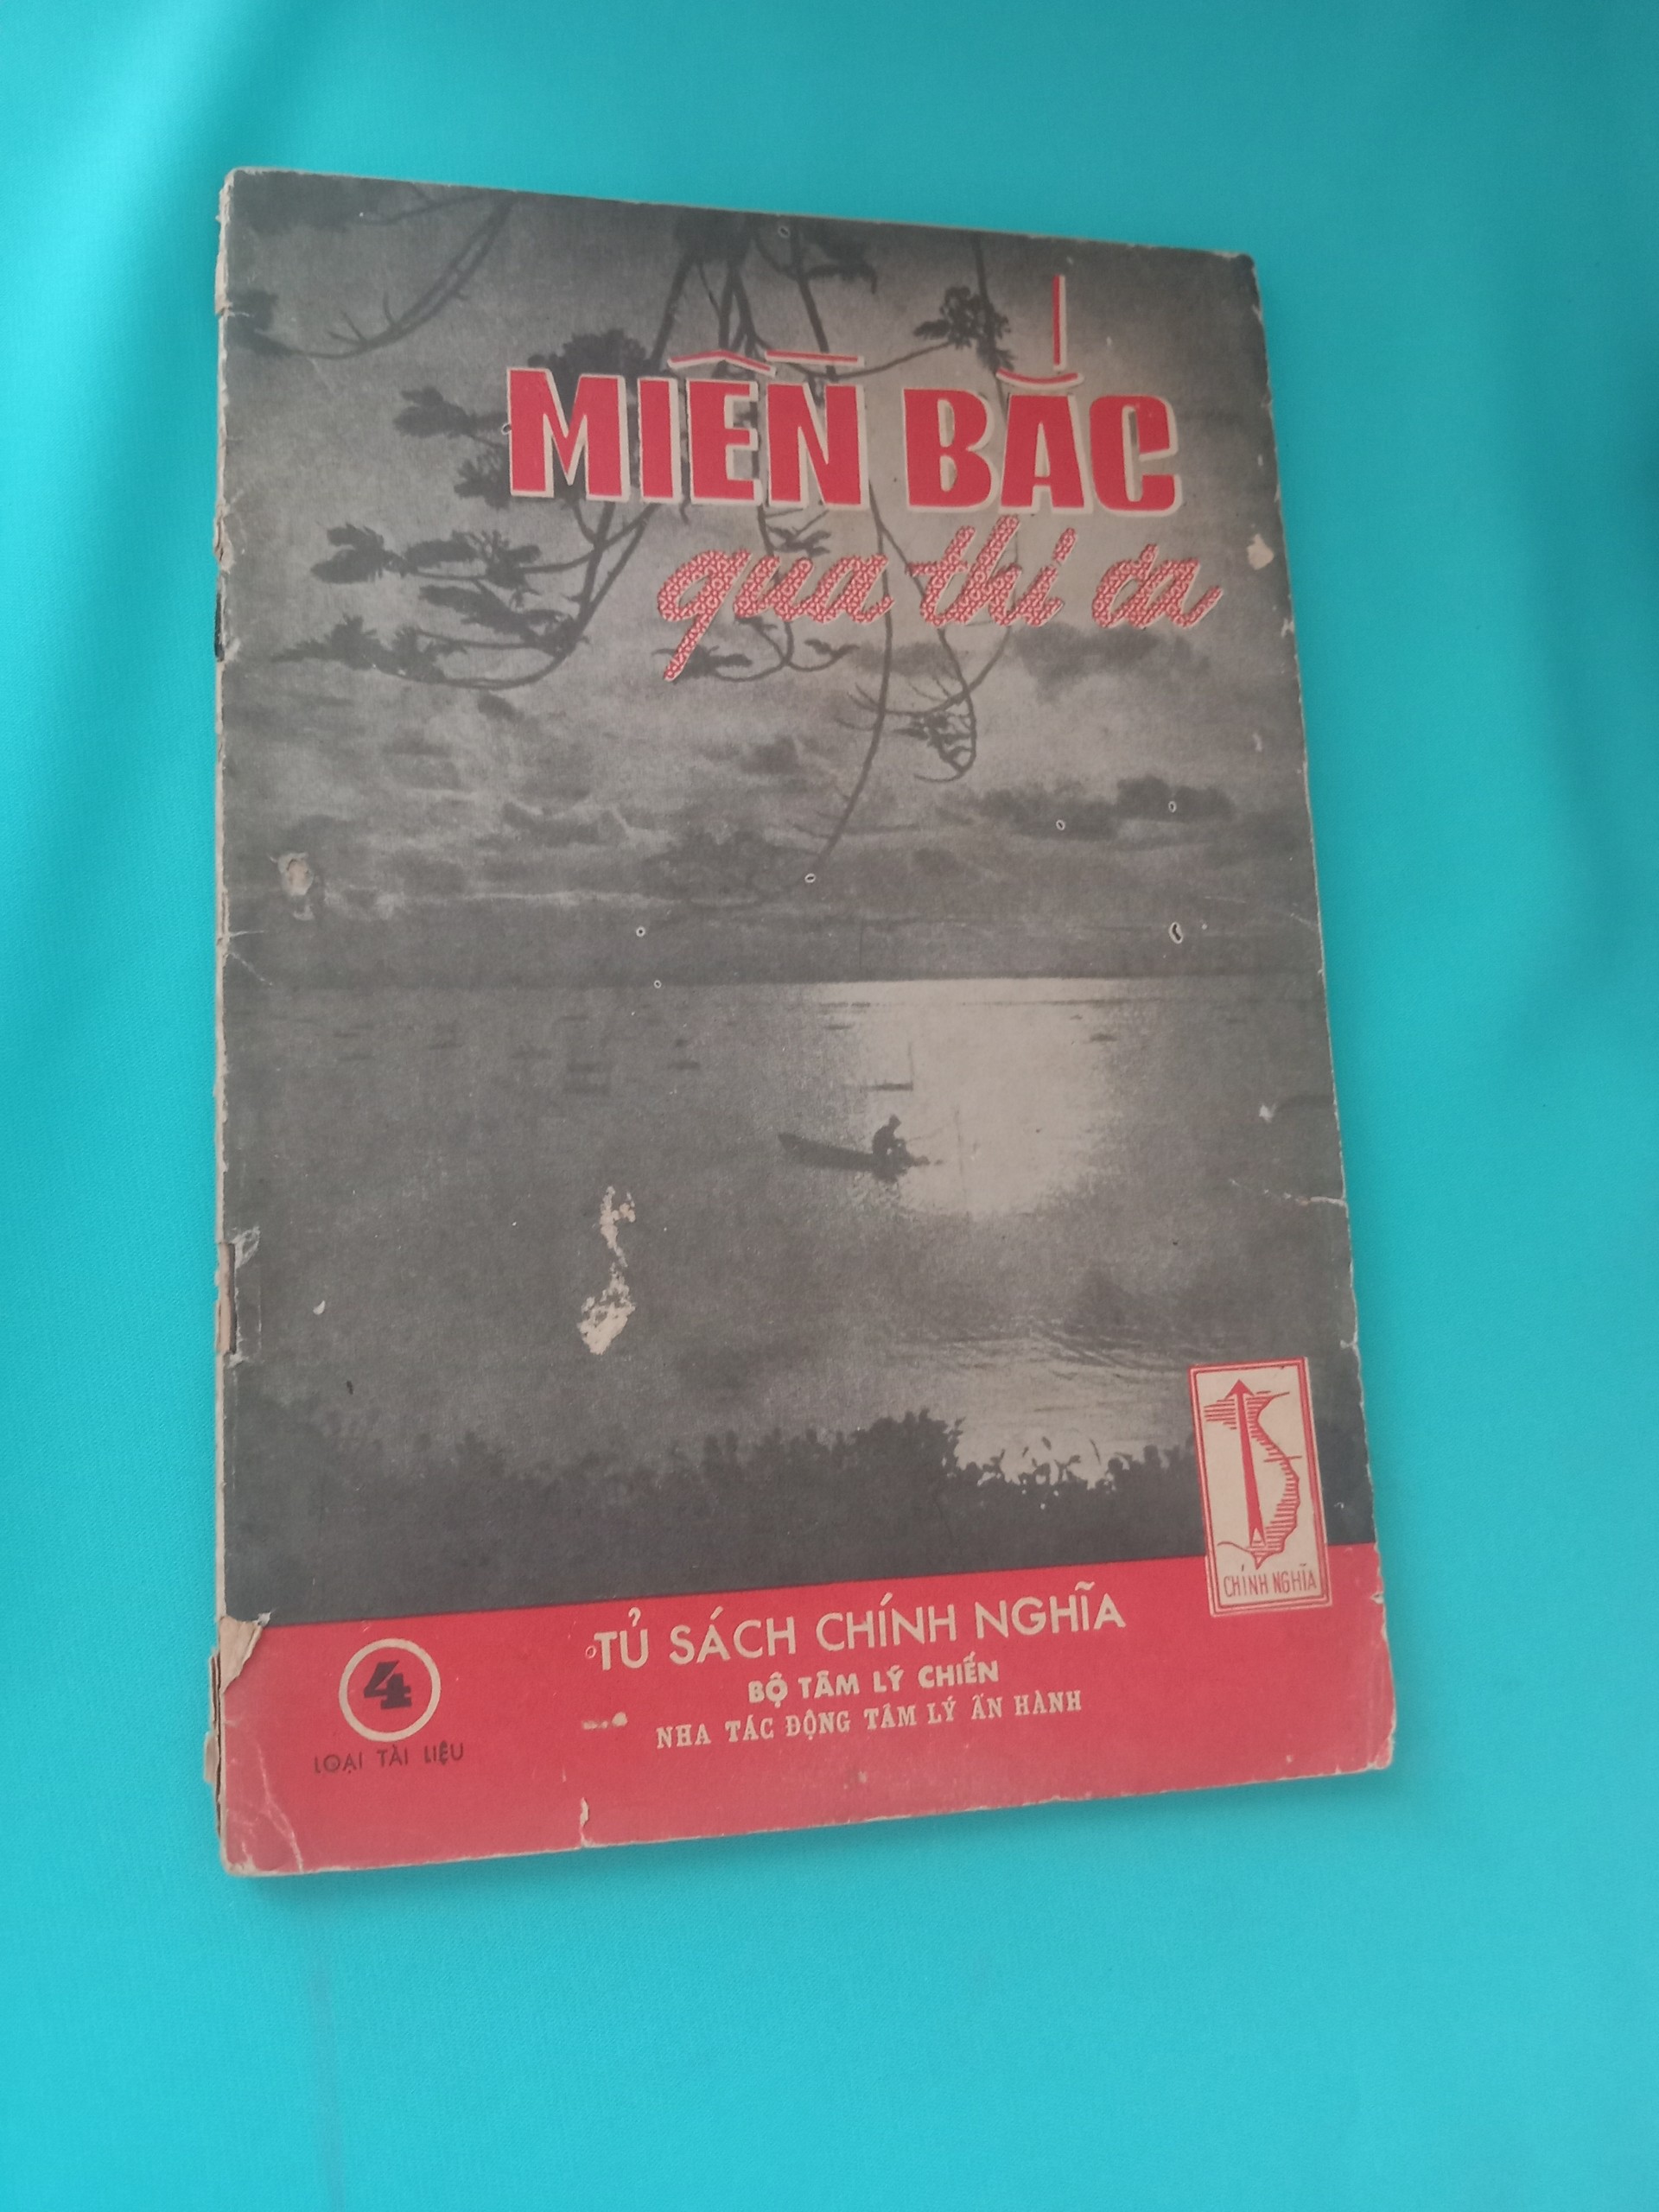 MIỀN BẮC
qua thi ca
CHÍNH NGHĨA
TỦ SÁCH CHÍNH NGHĨA
BỘ TÂM LÝ CHIẾN
NHA TÁC ĐỘNG TÂM LÝ ẤN HÀNH
4
LOẠI TÀI LIỆU